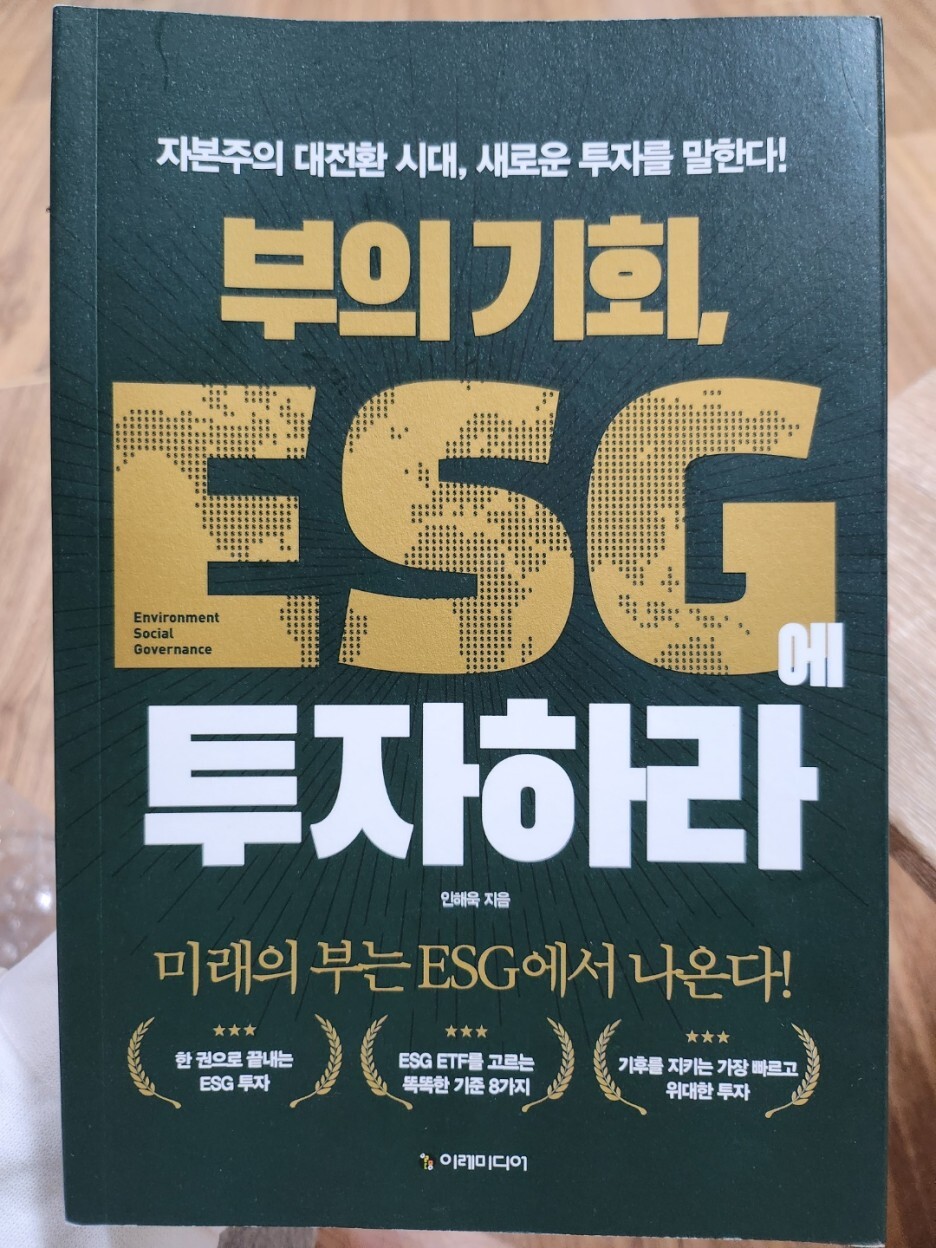 자본주의 대전환 시대, 새로운 투자를 말한다!
부의 기회,
ESG에
Environment
Social
Governance
투자하라
인해욱 지음
미래의 부는 ESG에서 나온다!
★★★
한 권으로 끝내는
ESG 투자
★★★
ESG ETF를 고르는
똑똑한 기준 8가지
★★★
기후를 지키는 가장 빠르고
위대한 투자
이레미디어